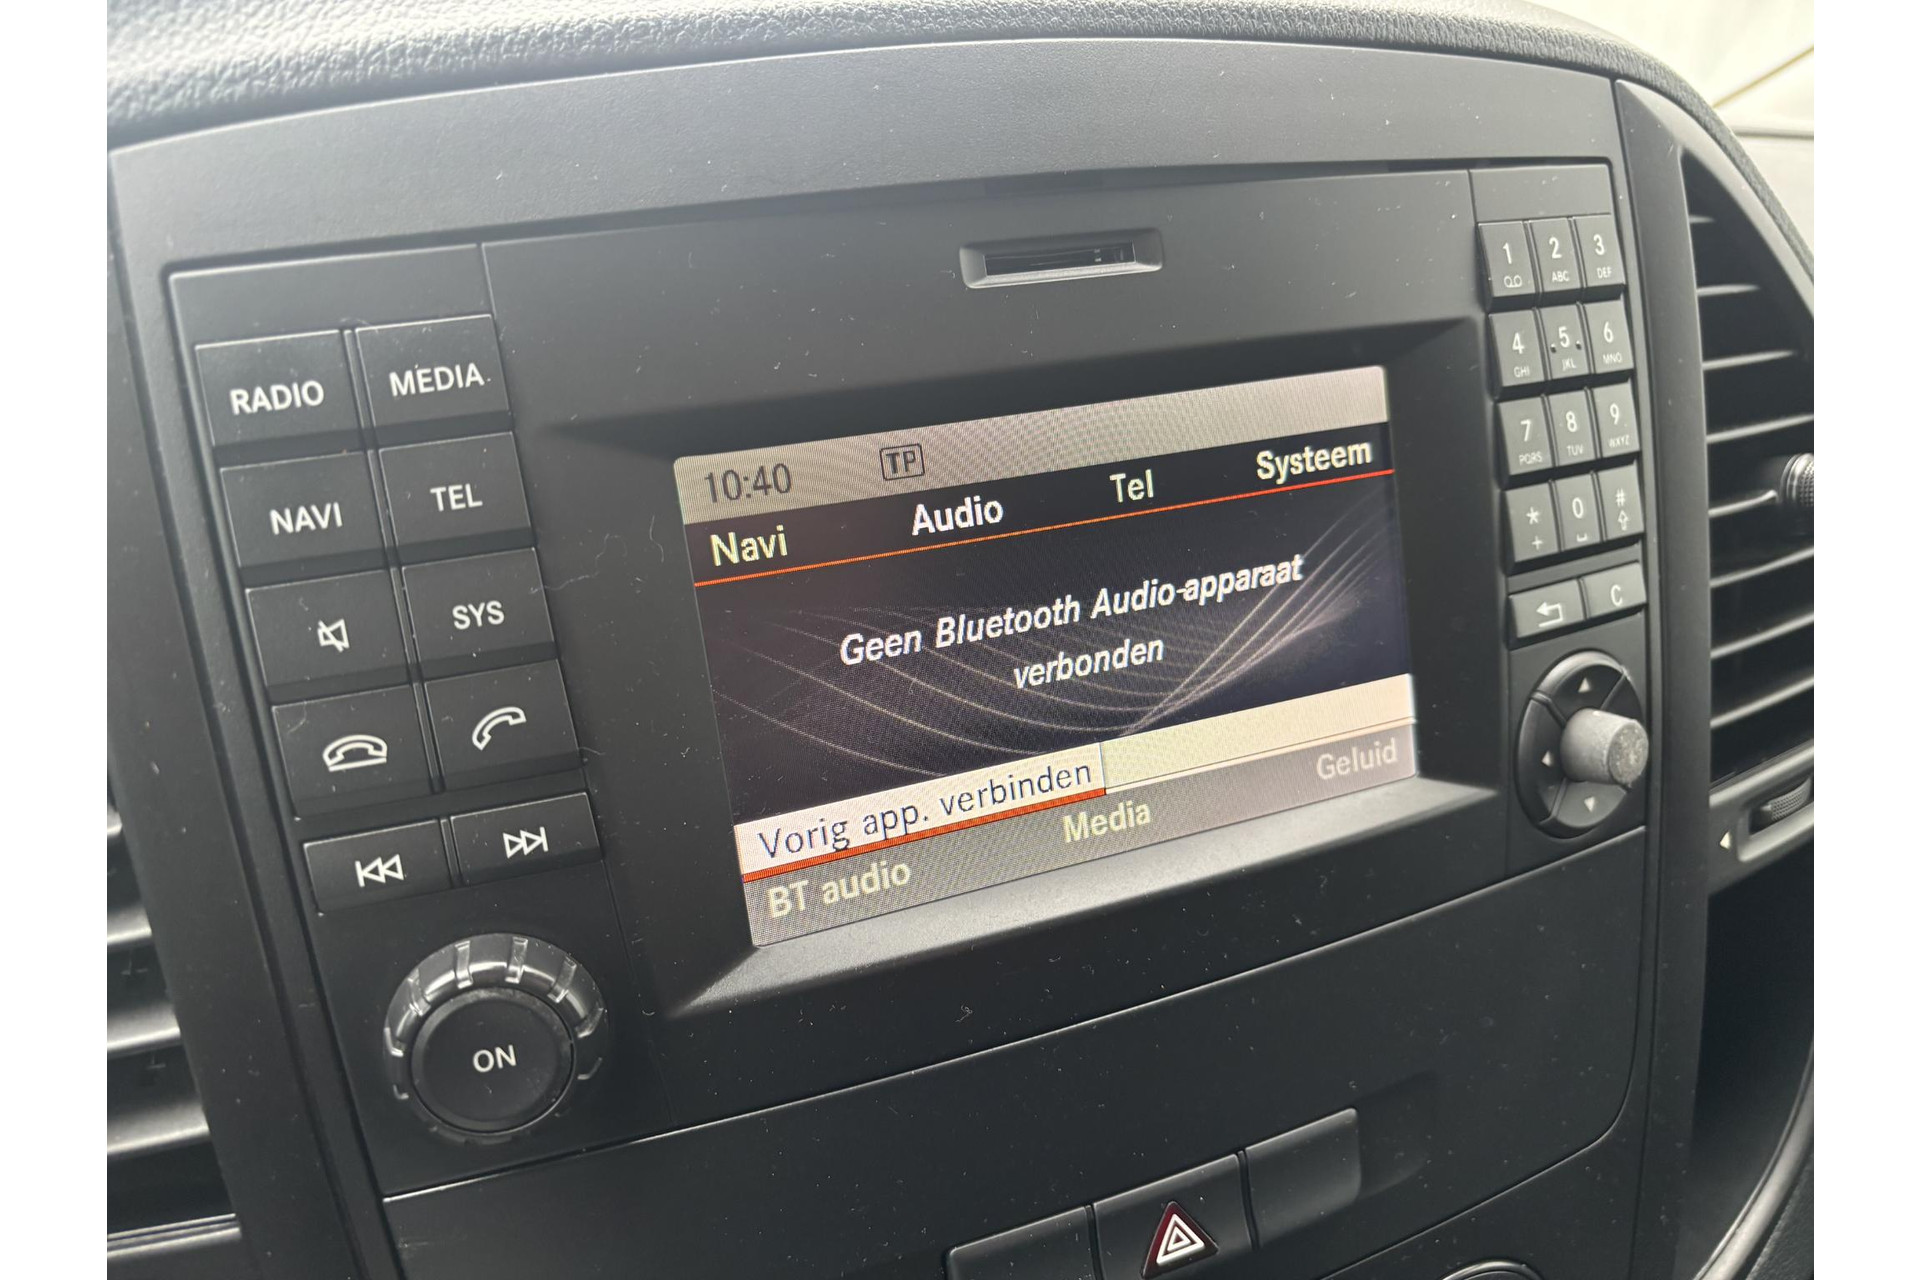 RADIO
MEDIA
NAVI
TEL
SYS
ON
10:40 TP
Navi Audio Tel Systeem
Geen Bluetooth Audio-apparaat
verbonden
Vorig app. verbinden
BT audio Media Geluid
1 2 3
ABC DEF
4 5 6
GHI JKL MNO
7 8 9
PQRS TUV WXYZ
* 0 #
+
C